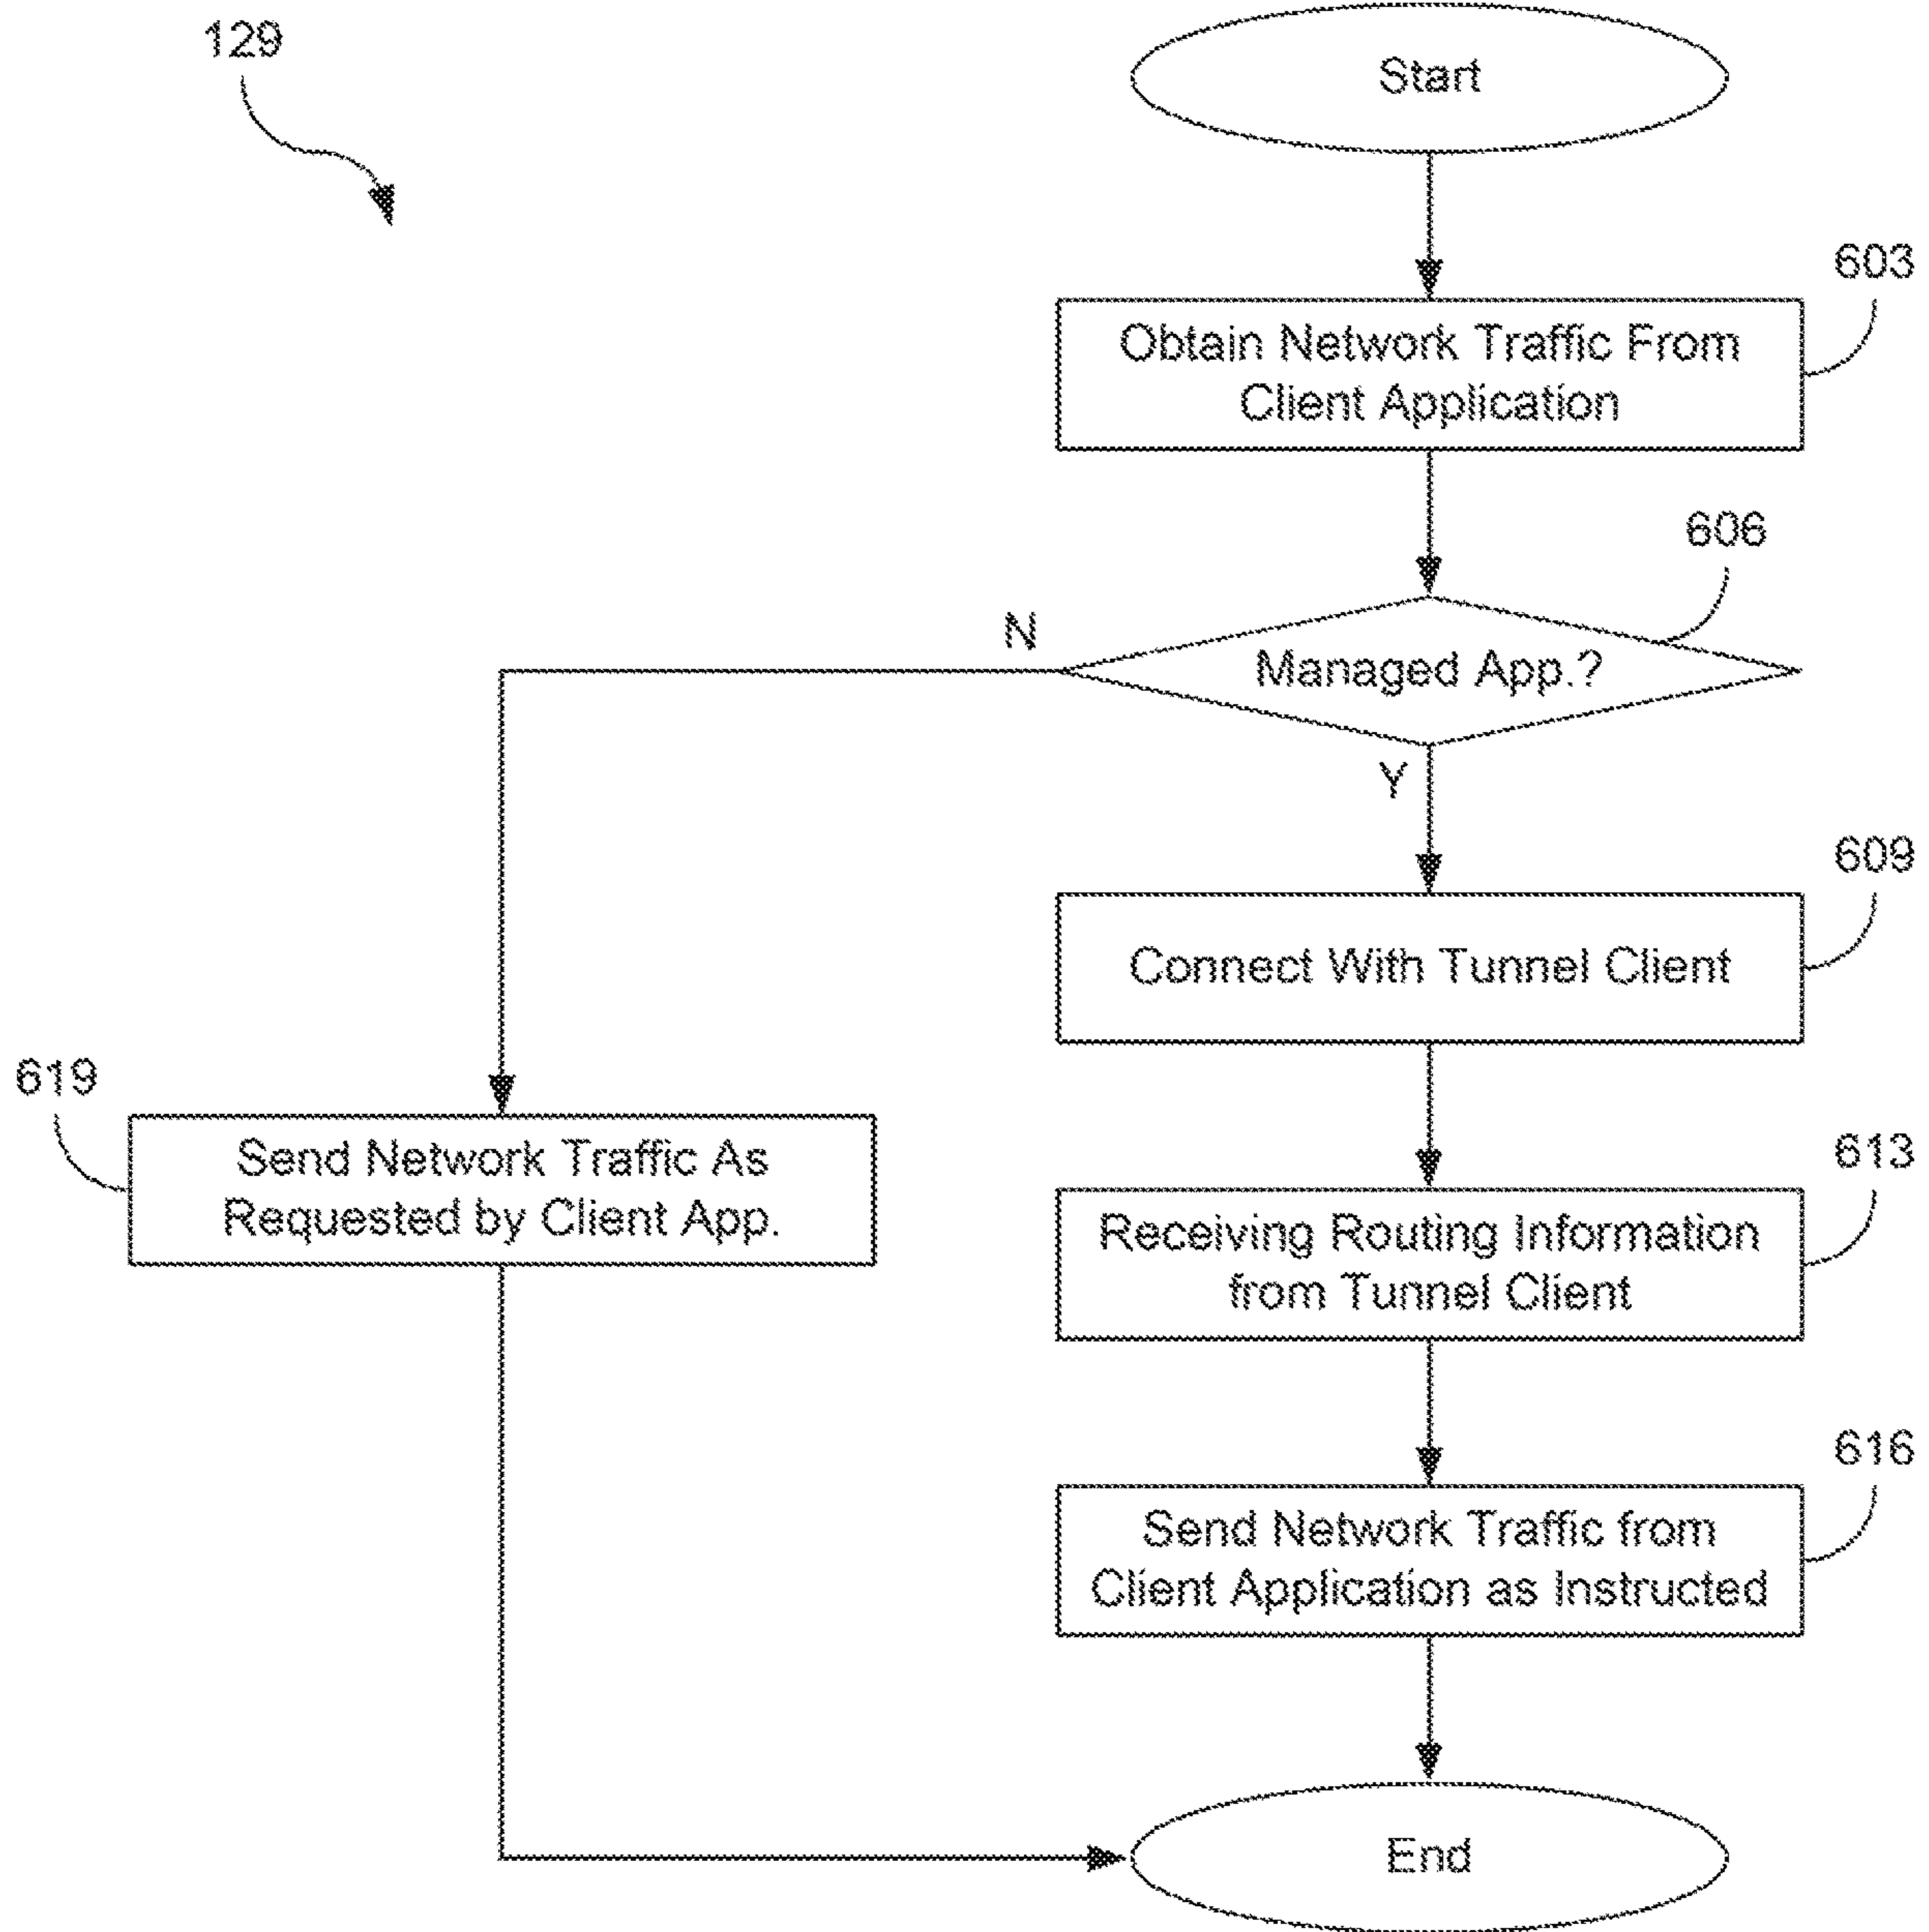 129
Start
603
Obtain Network Traffic From
Client Application
606
N
Managed App.?
Y
609
Connect With Tunnel Client
619
Send Network Traffic As
Requested by Client App.
613
Receiving Routing Information
from Tunnel Client
616
Send Network Traffic from
Client Application as Instructed
End